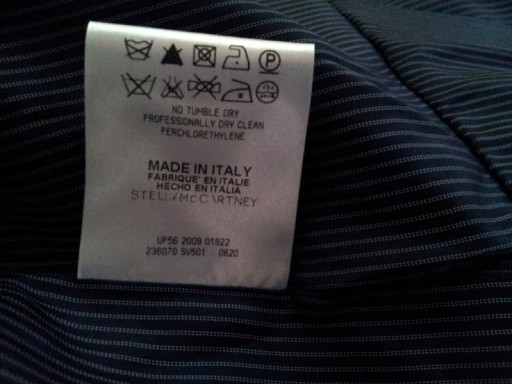 P
NO TUMBLE DRY
PROFESSIONALLY DRY CLEAN
PERCHLORETHYLENE
MADE IN ITALY
FABRIQUE' EN ITALIE
HECHO EN ITALIA
STELLA McCARTNEY
UP56 2009 01622
236070 SV501 0620